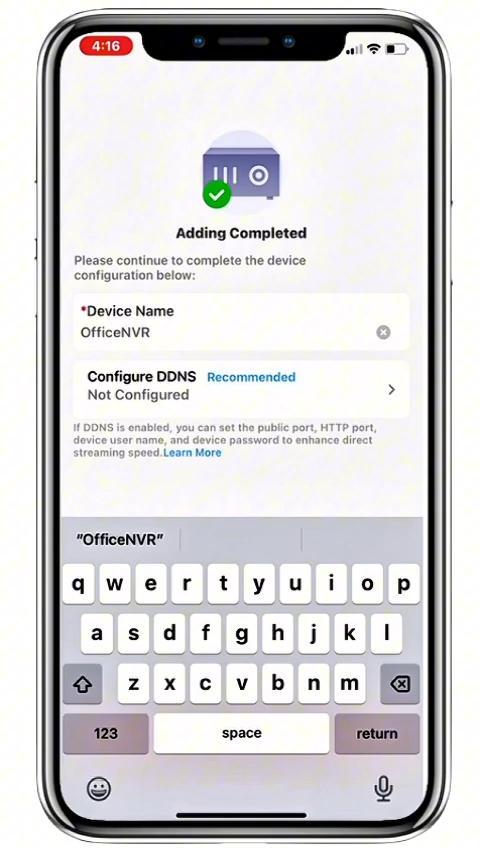 4:16
Adding Completed
Please continue to complete the device
configuration below:
*Device Name
OfficeNVR
Configure DDNS Recommended
Not Configured
If DDNS is enabled, you can set the public port, HTTP port,
device user name, and device password to enhance direct
streaming speed.Learn More
"OfficeNVR"
q w e r t y u i o p
a s d f g h j k l
z x c v b n m
123 space return